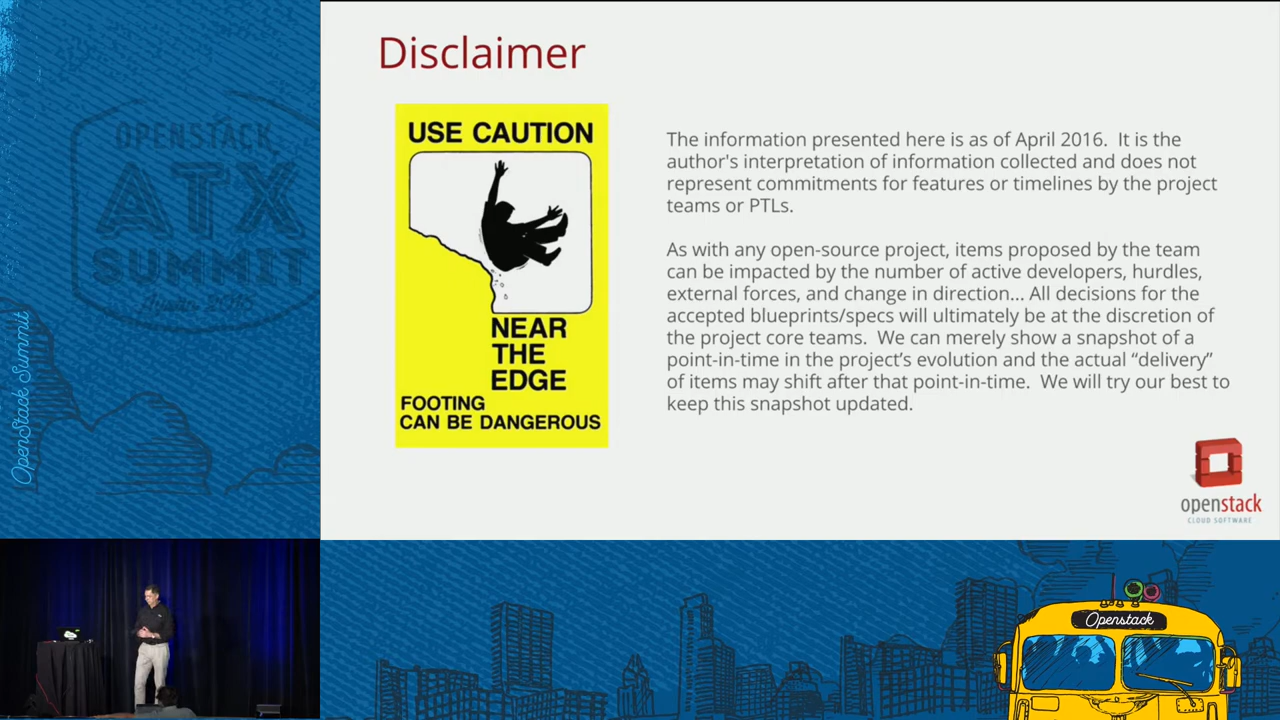 Disclaimer
USE CAUTION
NEAR
THE
EDGE
FOOTING
CAN BE DANGEROUS
The information presented here is as of April 2016.  It is the
author's interpretation of information collected and does not
represent commitments for features or timelines by the project
teams or PTLs.
As with any open-source project, items proposed by the team
can be impacted by the number of active developers, hurdles,
external forces, and change in direction... All decisions for the
accepted blueprints/specs will ultimately be at the discretion of
the project core teams.  We can merely show a snapshot of a
point-in-time in the project’s evolution and the actual “delivery”
of items may shift after that point-in-time.  We will try our best to
keep this snapshot updated.
openstack
CLOUD SOFTWARE
OPENSTACK
ATX
SUMMIT
OpenStack Summit
Openstack